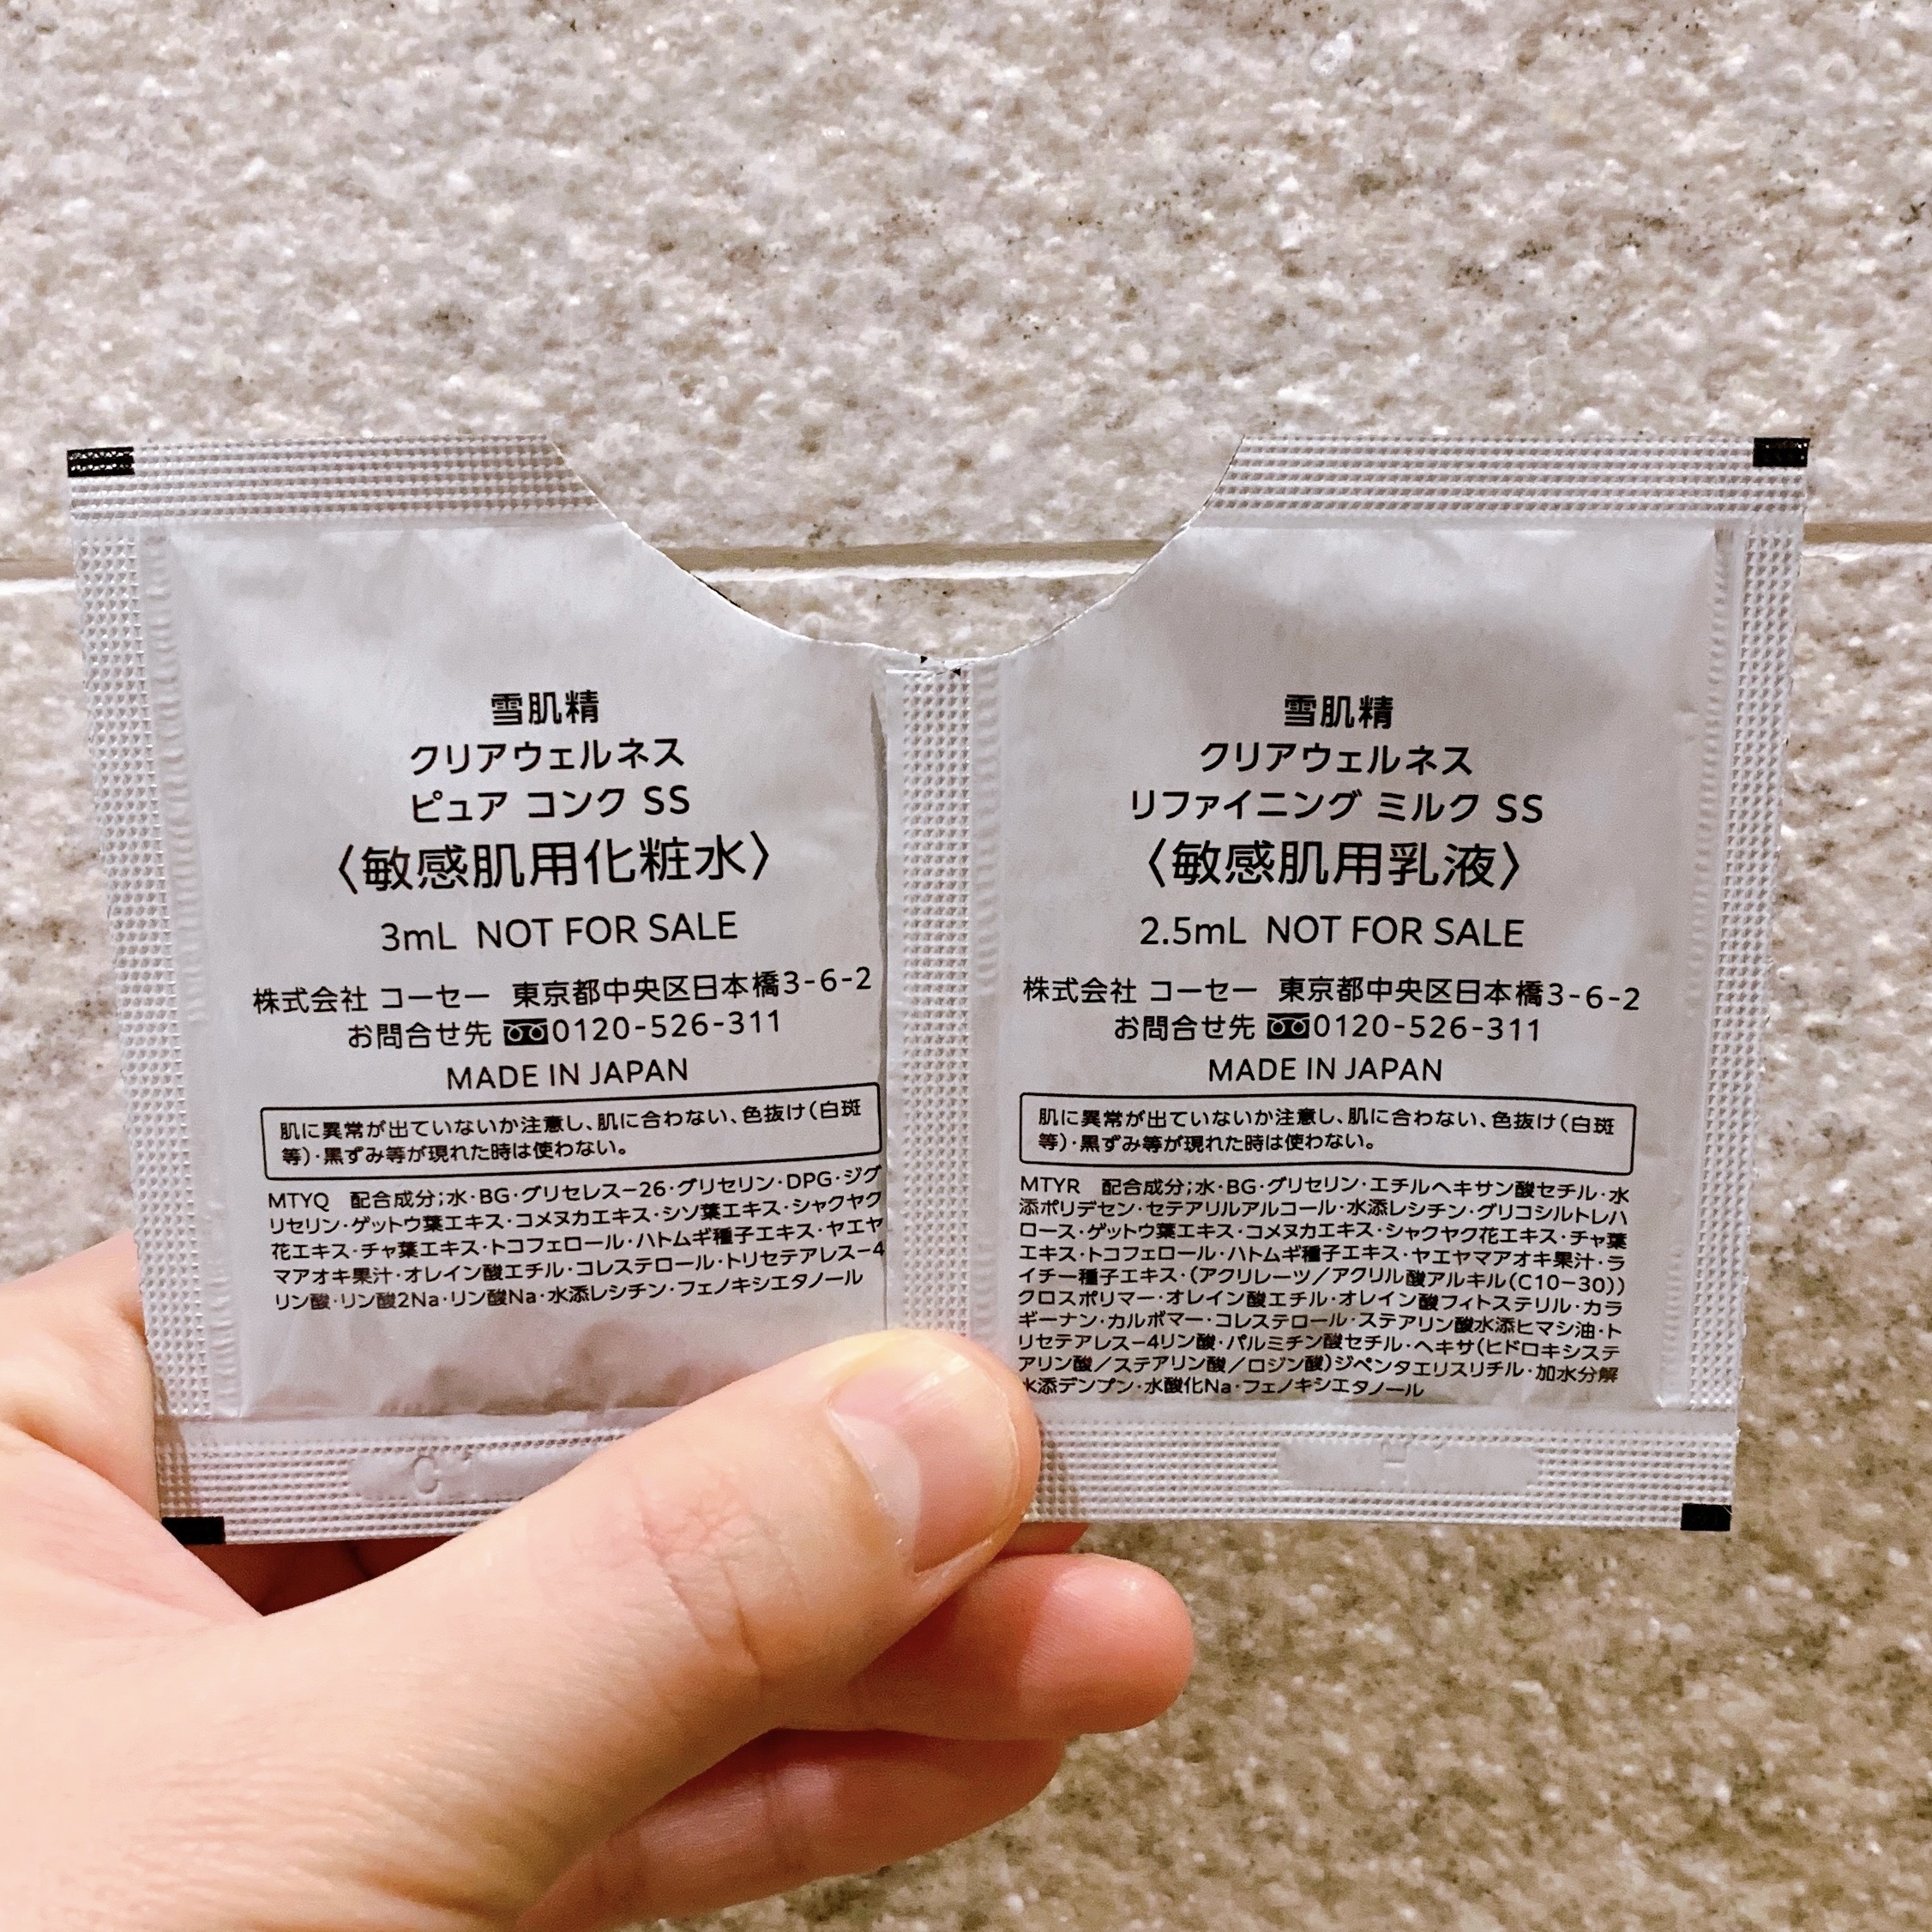 雪肌精
クリアウェルネス
ピュア コンク SS
〈敏感肌用化粧水〉
3mL NOT FOR SALE
株式会社 コーセー 東京都中央区日本橋3-6-2
お問合せ先 0120-526-311
MADE IN JAPAN
肌に異常が出ていないか注意し、肌に合わない、色抜け(白斑
等)・黒ずみ等が現れた時は使わない。
MTYQ 配合成分;水・BG・グリセレス−26・グリセリン・DPG・ジグ
リセリン・ゲットウ葉エキス・コメヌカエキス・シソ葉エキス・シャクヤク
花エキス・チャ葉エキス・トコフェロール・ハトムギ種子エキス・ヤエヤ
マアオキ果汁・オレイン酸エチル・コレステロール・トリセテアレス−4
リン酸・リン酸2Na・リン酸Na・水添レシチン・フェノキシエタノール
雪肌精
クリアウェルネス
リファイニング ミルク SS
〈敏感肌用乳液〉
2.5mL NOT FOR SALE
株式会社 コーセー 東京都中央区日本橋3-6-2
お問合せ先 0120-526-311
MADE IN JAPAN
肌に異常が出ていないか注意し、肌に合わない、色抜け(白斑
等)・黒ずみ等が現れた時は使わない。
MTYR 配合成分;水・BG・グリセリン・エチルヘキサン酸セチル・水
添ポリデセン・セテアリルアルコール・水添レシチン・グリコシルトレハ
ロース・ゲットウ葉エキス・コメヌカエキス・シャクヤク花エキス・チャ葉
エキス・トコフェロール・ハトムギ種子エキス・ヤエヤマアオキ果汁・ラ
イチー種子エキス・(アクリレーツ/アクリル酸アルキル(C10−30))
クロスポリマー・オレイン酸エチル・オレイン酸フィトステリル・カラ
ギーナン・カルボマー・コレステロール・ステアリン酸水添ヒマシ油・ト
リセテアレス−4リン酸・パルミチン酸セチル・ヘキサ(ヒドロキシステ
アリン酸/ステアリン酸/ロジン酸)ジペンタエリスリチル・加水分解
水添デンプン・水酸化Na・フェノキシエタノール